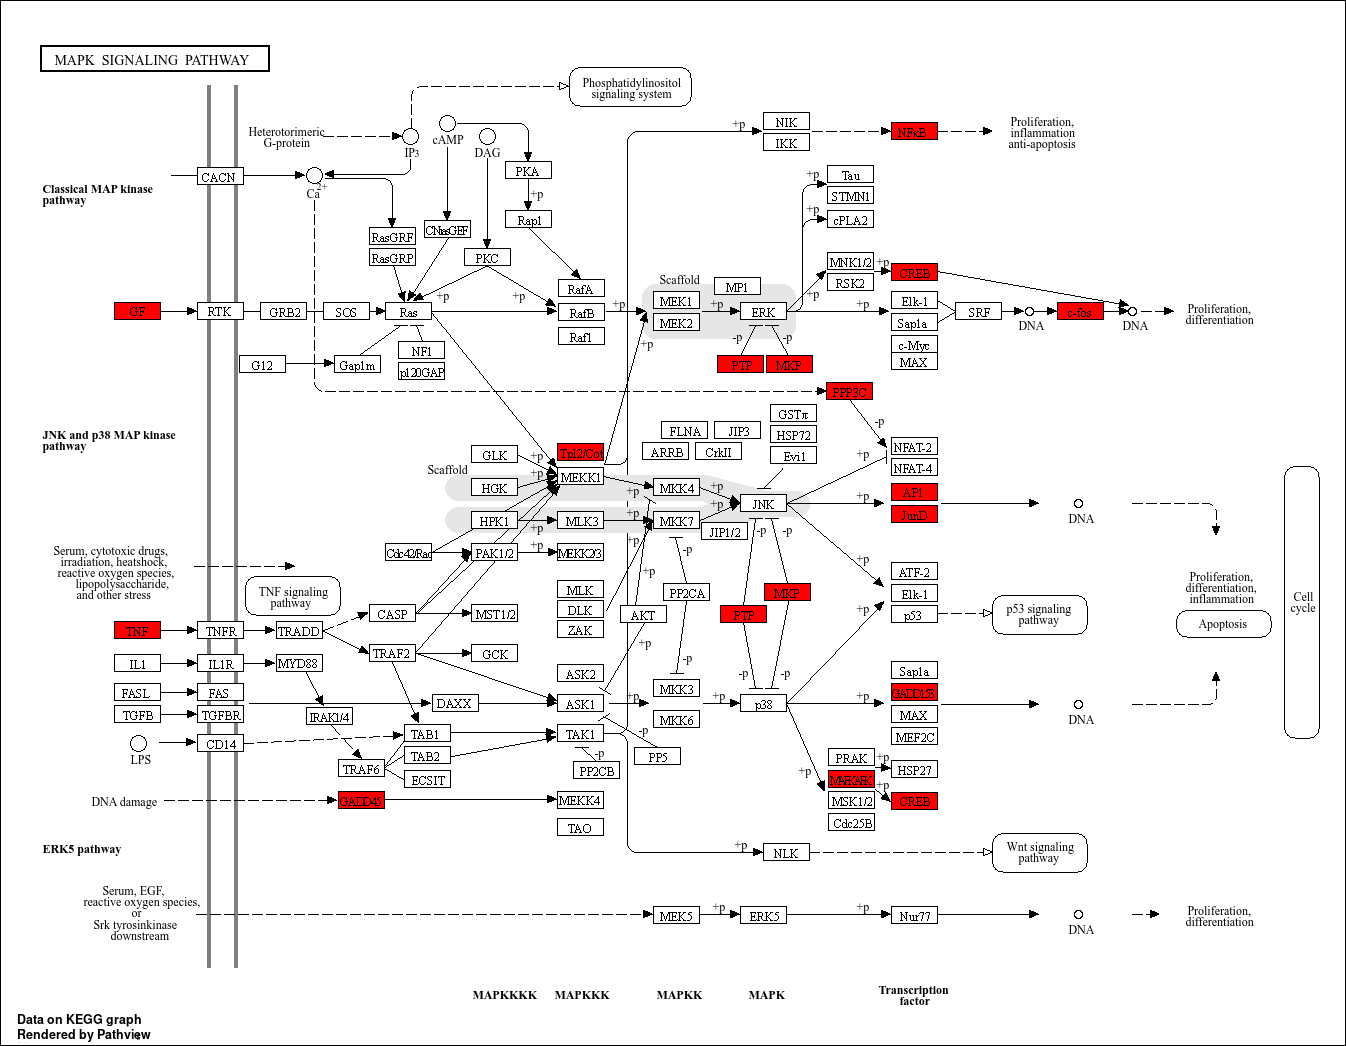 MAPK SIGNALING PATHWAY
Phosphatidylinositol
signaling system
Heterotorimeric
G-protein
IP3
cAMP
DAG
+p
NIK
IKK
NFκB
Proliferation,
inflammation
anti-apoptosis
Classical MAP kinase
pathway
CACN
Ca2+
PKA
+p
Rap1
+p
Tau
STMN1
+p
cPLA2
RasGRF
RasGRP
CNrasGEF
PKC
RafA
Scaffold
MP1
MNK1/2
RSK2
+p
CREB
GF
RTK
GRB2
SOS
Ras
+p
+p
RafB
Raf1
+p
MEK1
MEK2
+p
ERK
+p
+p
Elk-1
Sap1a
SRF
DNA
c-fos
DNA
Proliferation,
differentiation
G12
Gap1m
NF1
p120GAP
+p
-p
-p
PTP
MKP
c-Myc
MAX
PPP3C
-p
JNK and p38 MAP kinase
pathway
Scaffold
GLK
HGK
HPK1
+p
+p
+p
+p
Tpl2/Cot
MEKK1
MLK3
MEKK2/3
FLNA
JIP3
ARRB
CrkII
GSTπ
HSP72
Evi1
+p
+p
+p
+p
MKK4
MKK7
+p
+p
JNK
JIP1/2
+p
+p
+p
NFAT-2
NFAT-4
AP1
JunD
DNA
Cdc42/Rac
PAK1/2
Serum, cytotoxic drugs,
irradiation, heatshock,
reactive oxygen species,
lipopolysaccharide,
and other stress
TNF signaling
pathway
CASP
MST1/2
MLK
DLK
ZAK
AKT
PP2CA
-p
-p
-p
PTP
MKP
ATF-2
Elk-1
p53
+p
p53 signaling
pathway
Proliferation,
differentiation,
inflammation
Apoptosis
Cell
cycle
TNF
TNFR
TRADD
TRAF2
GCK
IL1
IL1R
MYD88
ASK2
+p
-p
MKK3
MKK6
-p
-p
FASL
FAS
DAXX
ASK1
+p
+p
p38
+p
Sap1a
GADD153
MAX
MEF2C
DNA
TGFB
TGFBR
IRAK1/4
TAB1
TAK1
-p
PP5
LPS
CD14
TAB2
-p
PP2CB
TRAF6
ECSIT
+p
PRAK
MAPKAPK
MSK1/2
Cdc25B
+p
+p
HSP27
CREB
DNA damage
GADD45
MEKK4
TAO
ERK5 pathway
+p
NLK
Wnt signaling
pathway
Serum, EGF,
reactive oxygen species,
or
Srk tyrosinkinase
downstream
MEK5
+p
ERK5
+p
Nur77
DNA
Proliferation,
differentiation
MAPKKKK
MAPKKK
MAPKK
MAPK
Transcription
factor
Data on KEGG graph
Rendered by Pathview